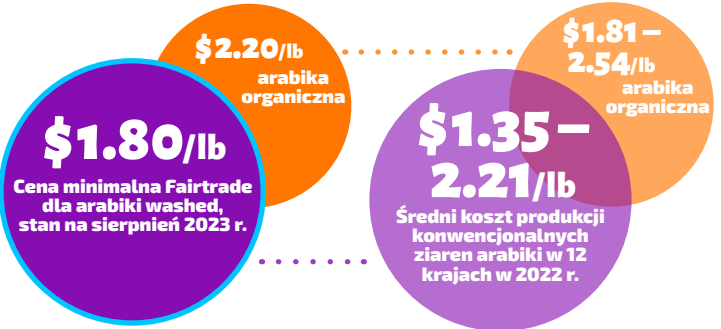 $2.20/lb
arabika
organiczna
$1.80/lb
Cena minimalna Fairtrade
dla arabiki washed,
stan na sierpnień 2023 r.
$1.81–
2.54/lb
arabika
organiczna
$1.35–
2.21/lb
Średni koszt produkcji
konwencjonalnych
ziaren arabiki w 12
krajach w 2022 r.